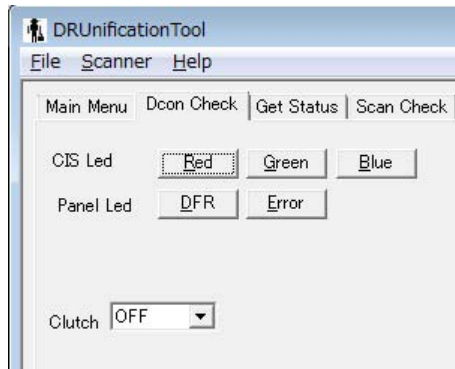 DRUnificationTool
File Scanner Help
Main Menu Dcon Check Get Status Scan Check
CIS Led Red Green Blue
Panel Led DFR Error
Clutch OFF